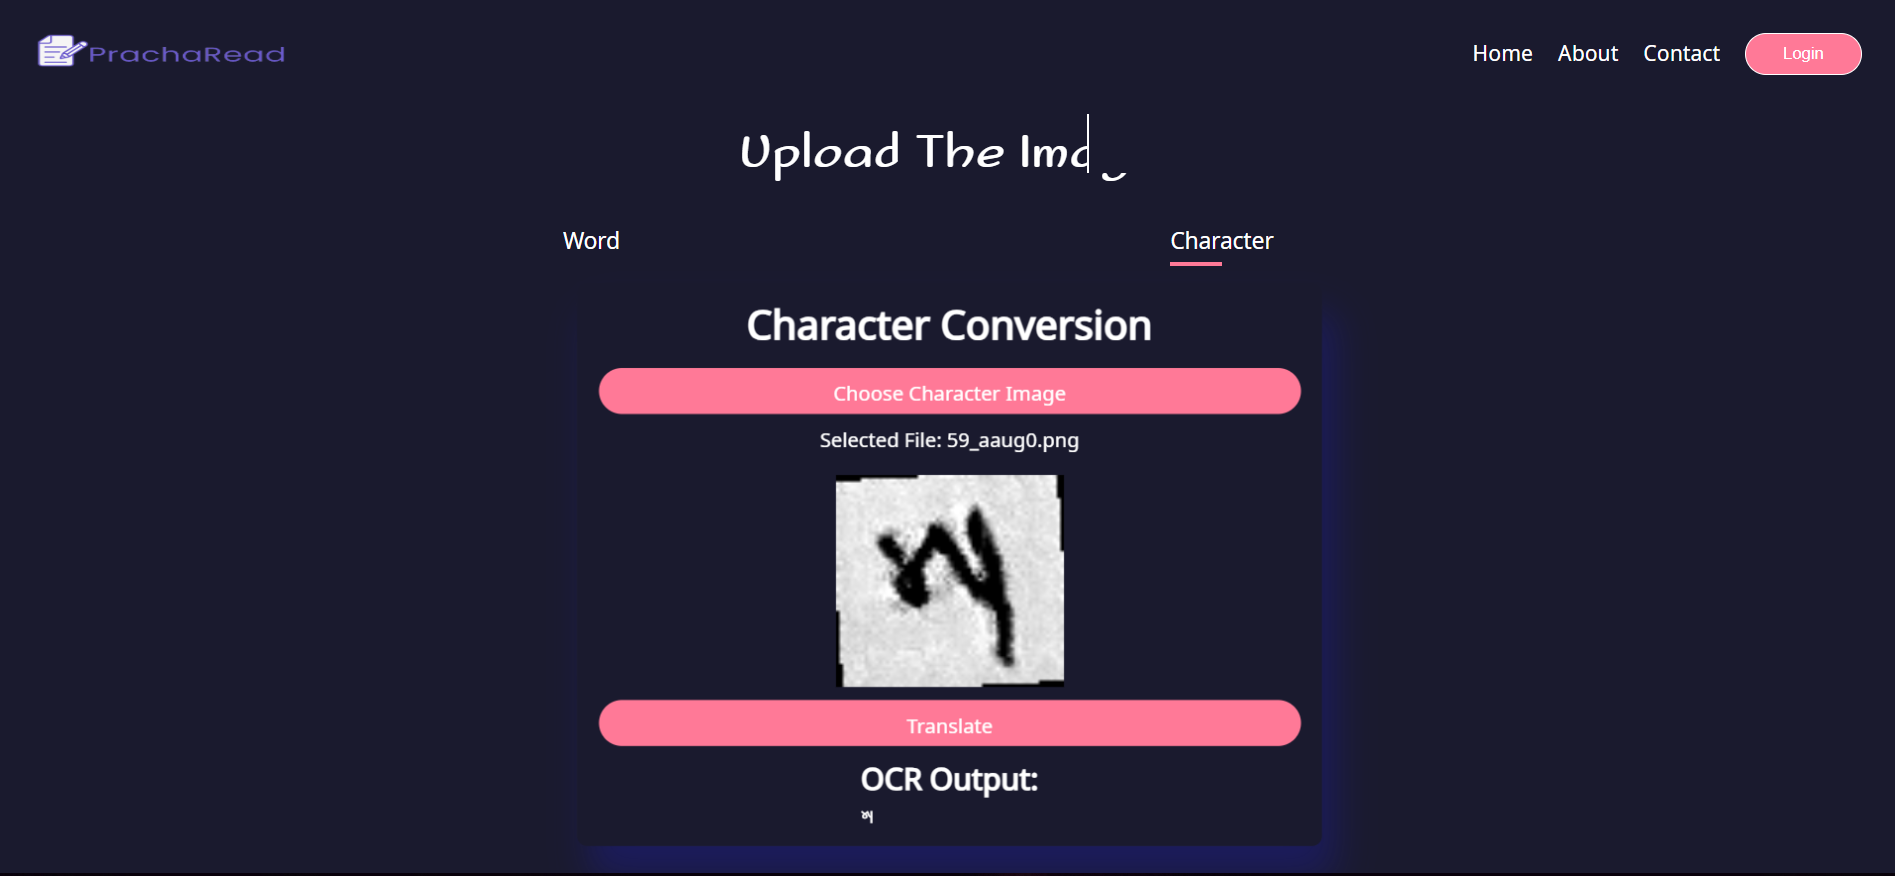 PrachaRead
Home About Contact Login
Upload The Imag
Word Character
Character Conversion
Choose Character Image
Selected File: 59_aaug0.png
Translate
OCR Output: